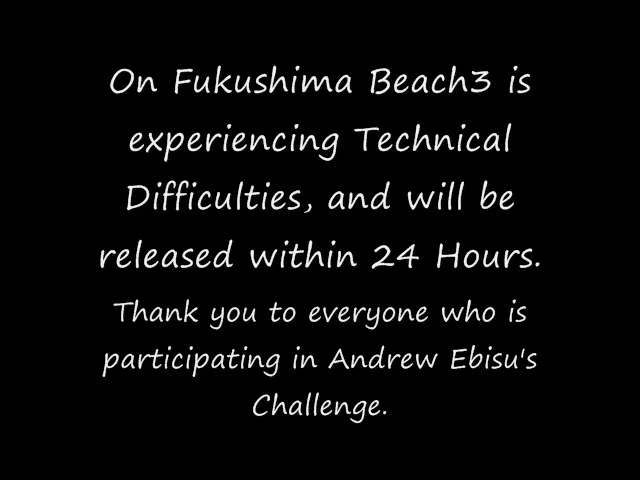 On Fukushima Beach3 is
experiencing Technical
Difficulties, and will be
released within 24 Hours.
Thank you to everyone who is
participating in Andrew Ebisu's
Challenge.